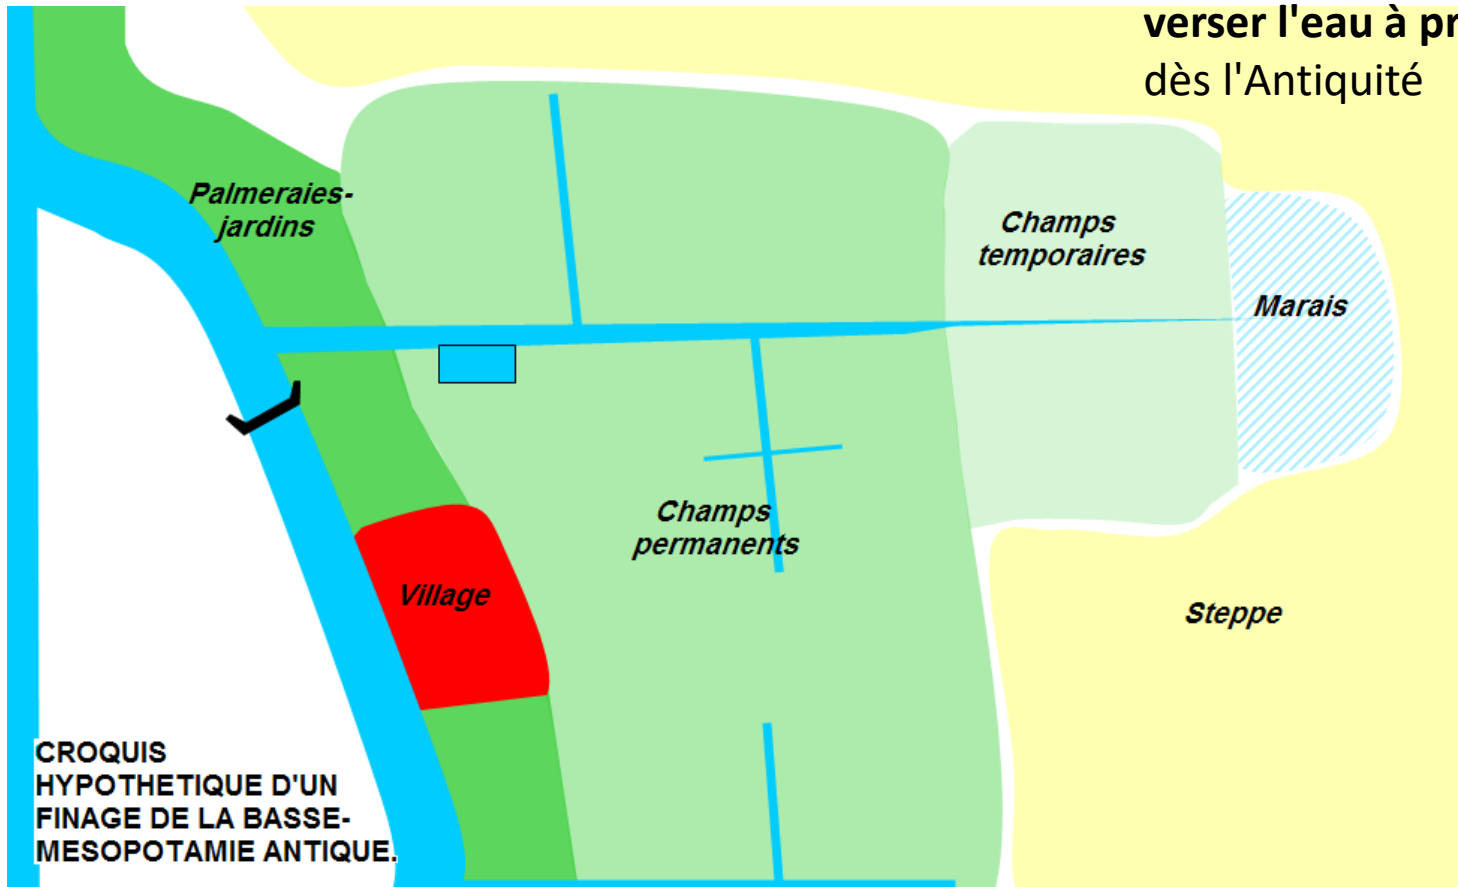 verser l'eau à pr
dès l'Antiquité
Palmeraies-
jardins
Champs
temporaires
Marais
Champs
permanents
Village
Steppe
CROQUIS
HYPOTHETIQUE D'UN
FINAGE DE LA BASSE-
MESOPOTAMIE ANTIQUE.